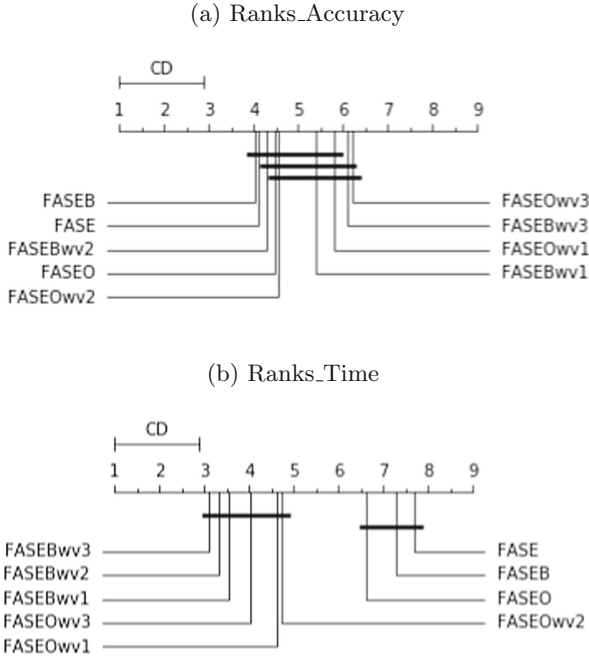 (a) Ranks_Accuracy
CD
1 2 3 4 5 6 7 8 9
FASEB FASEOwv3
FASE FASEBwv3
FASEBwv2 FASEOwv1
FASEO FASEBwv1
FASEOwv2
(b) Ranks_Time
CD
1 2 3 4 5 6 7 8 9
FASEBwv3 FASE
FASEBwv2 FASEB
FASEBwv1 FASEO
FASEOwv3 FASEOwv2
FASEOwv1